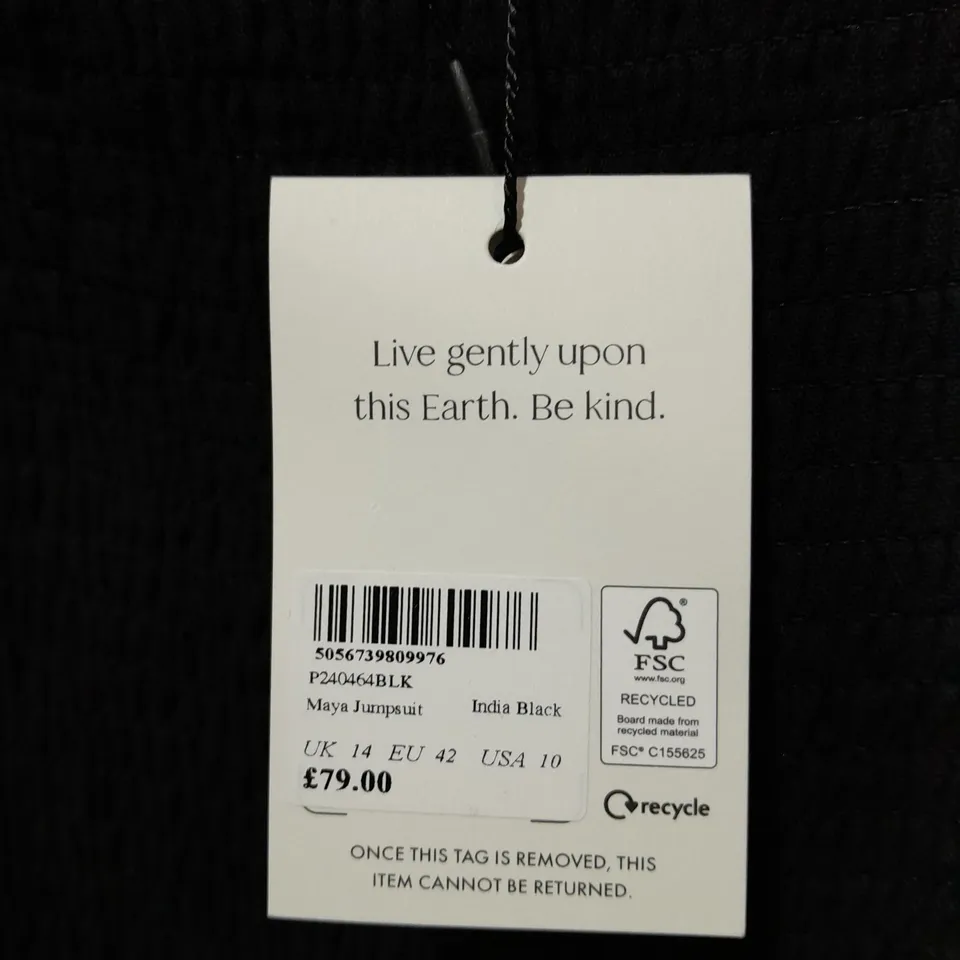 Live gently upon
this Earth. Be kind.
5056739809976
P240464BLK
Maya Jumpsuit India Black
UK 14 EU 42 USA 10
£79.00
®
FSC
www.fsc.org
RECYCLED
Board made from
recycled material
FSC® C155625
recycle
ONCE THIS TAG IS REMOVED, THIS
ITEM CANNOT BE RETURNED.